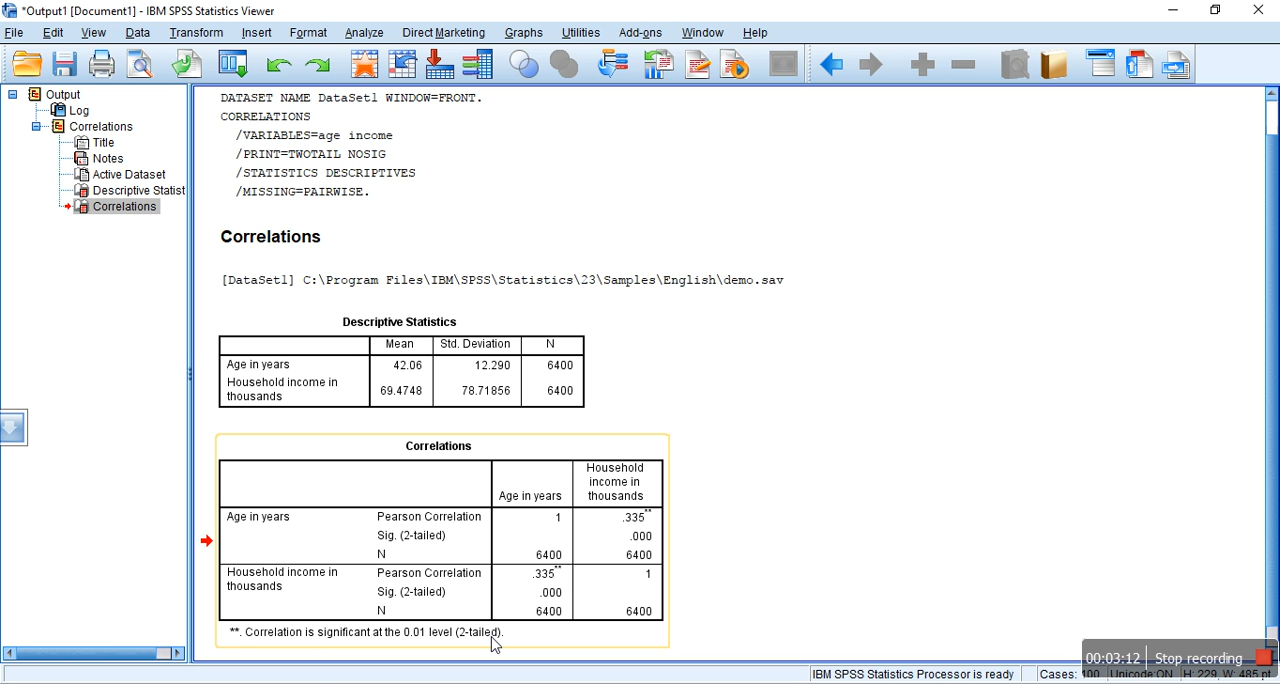 *Output1 [Document1] - IBM SPSS Statistics Viewer
File Edit View Data Transform Insert Format Analyze Direct Marketing Graphs Utilities Add-ons Window Help
Output
Log
Correlations
Title
Notes
Active Dataset
Descriptive Statist
Correlations
DATASET NAME DataSet1 WINDOW=FRONT.
CORRELATIONS
/VARIABLES=age income
/PRINT=TWOTAIL NOSIG
/STATISTICS DESCRIPTIVES
/MISSING=PAIRWISE.
Correlations
[DataSet1] C:\Program Files\IBM\SPSS\Statistics\23\Samples\English\demo.sav
Descriptive Statistics
Mean Std. Deviation N
Age in years 42.06 12.290 6400
Household income in thousands 69.4748 78.71856 6400
Correlations
Age in years Household income in thousands
Age in years Pearson Correlation 1 .335**
Sig. (2-tailed) .000
N 6400 6400
Household income in thousands Pearson Correlation .335** 1
Sig. (2-tailed) .000
N 6400 6400
**. Correlation is significant at the 0.01 level (2-tailed).
00:03:12 Stop recording
IBM SPSS Statistics Processor is ready Cases: 100 Unicode:ON H: 229, W: 485 pt